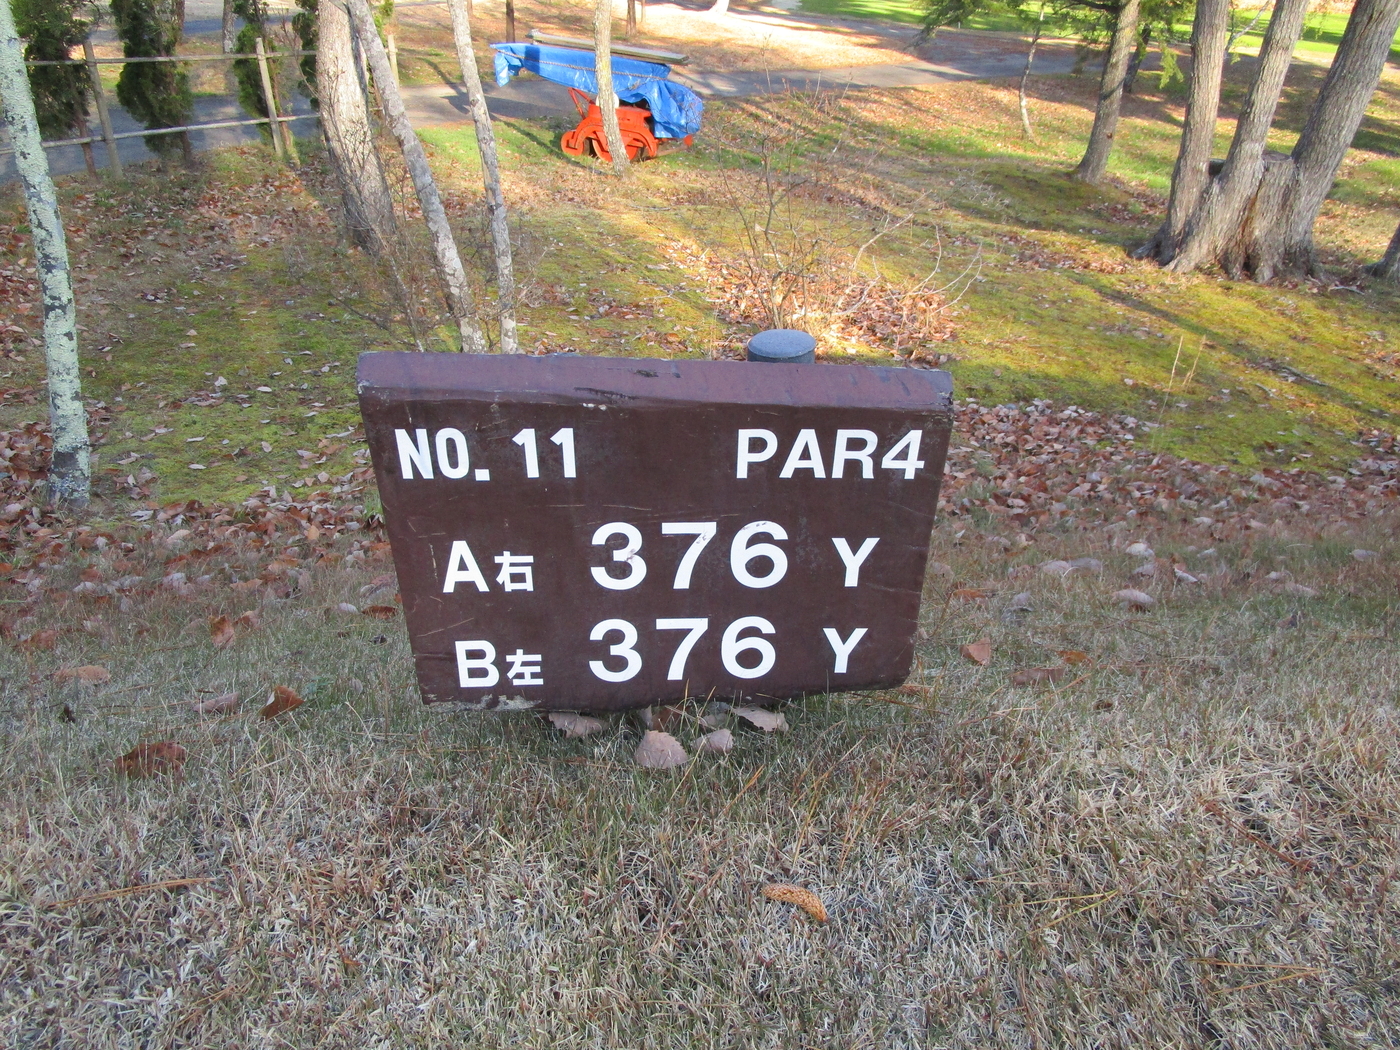 NO. 11 PAR4
A右 376 Y
B左 376 Y